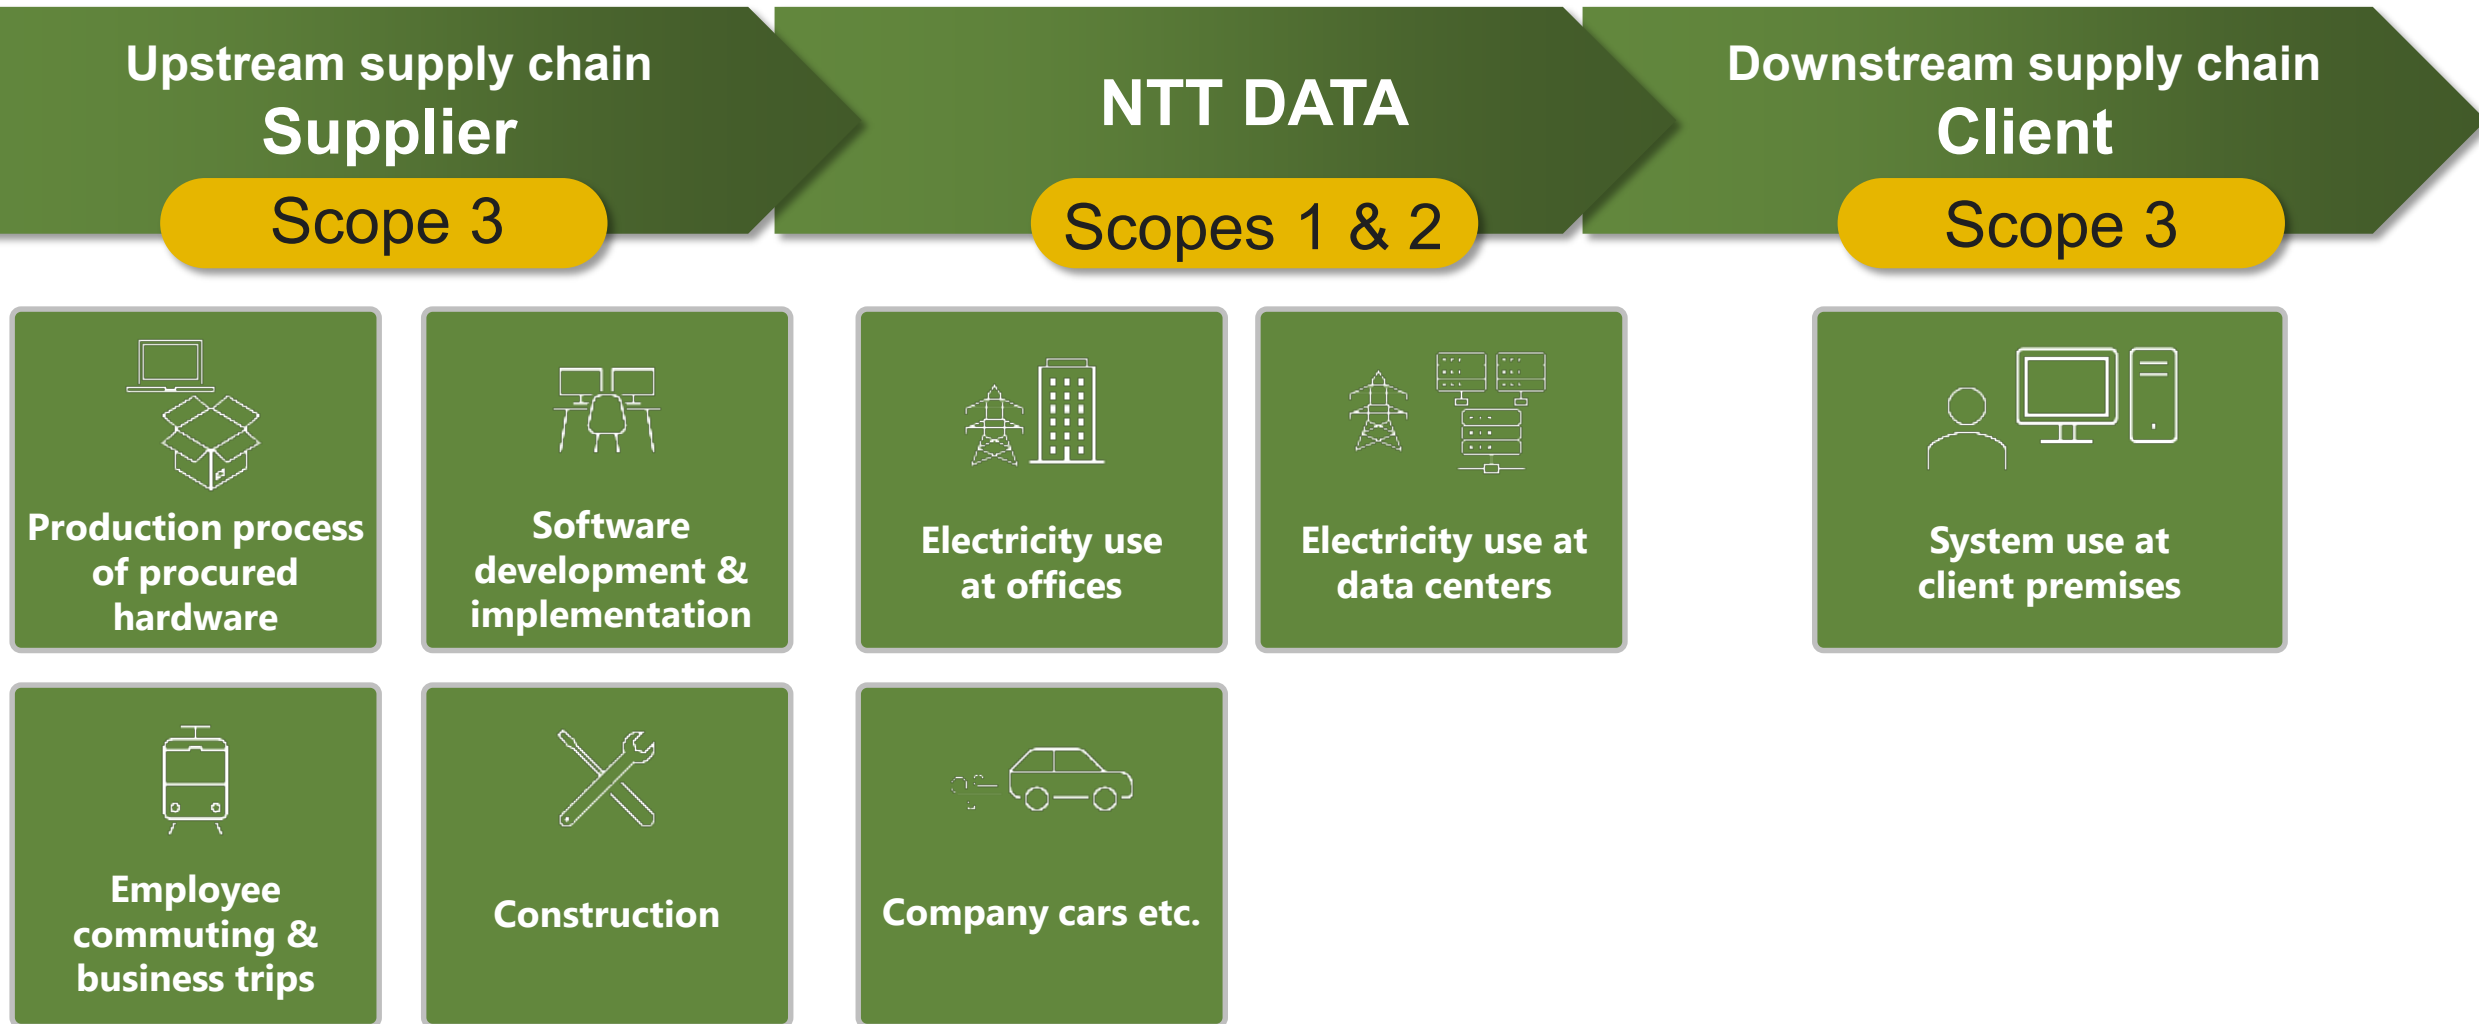 Upstream supply chain
Supplier
Scope 3
NTT DATA
Scopes 1 & 2
Downstream supply chain
Client
Scope 3
Production process
of procured
hardware
Software
development &
implementation
Electricity use
at offices
Electricity use at
data centers
System use at
client premises
Employee
commuting &
business trips
Construction
Company cars etc.